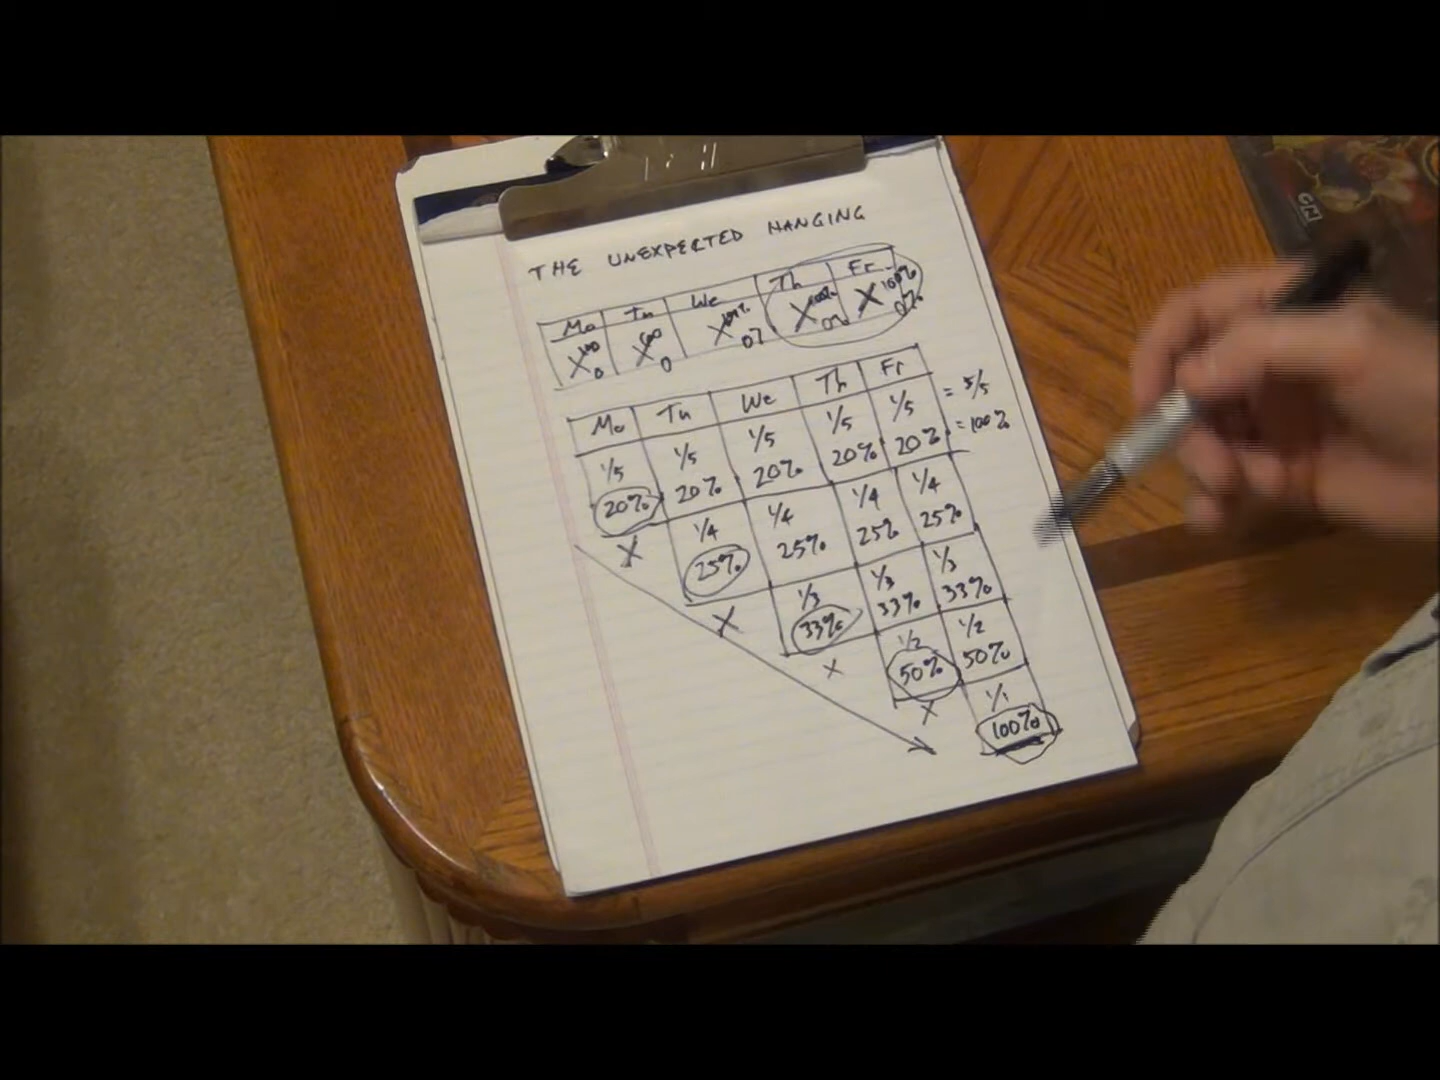 THE UNEXPERTED HANGING
Mo Tu We Th Fr
X 100 X 100 X X 100% X 100%
0 0 0% 0% 0%
Mo Tu We Th Fr
1/5 1/5 1/5 1/5 1/5 = 5/5
20% 20% 20% 20% 20% = 100%
X 1/4 1/4 1/4 1/4
25% 25% 25% 25%
X 1/3 1/3 1/3
33% 33% 33%
X 1/2 1/2
50% 50%
X 1/1
100%
CN